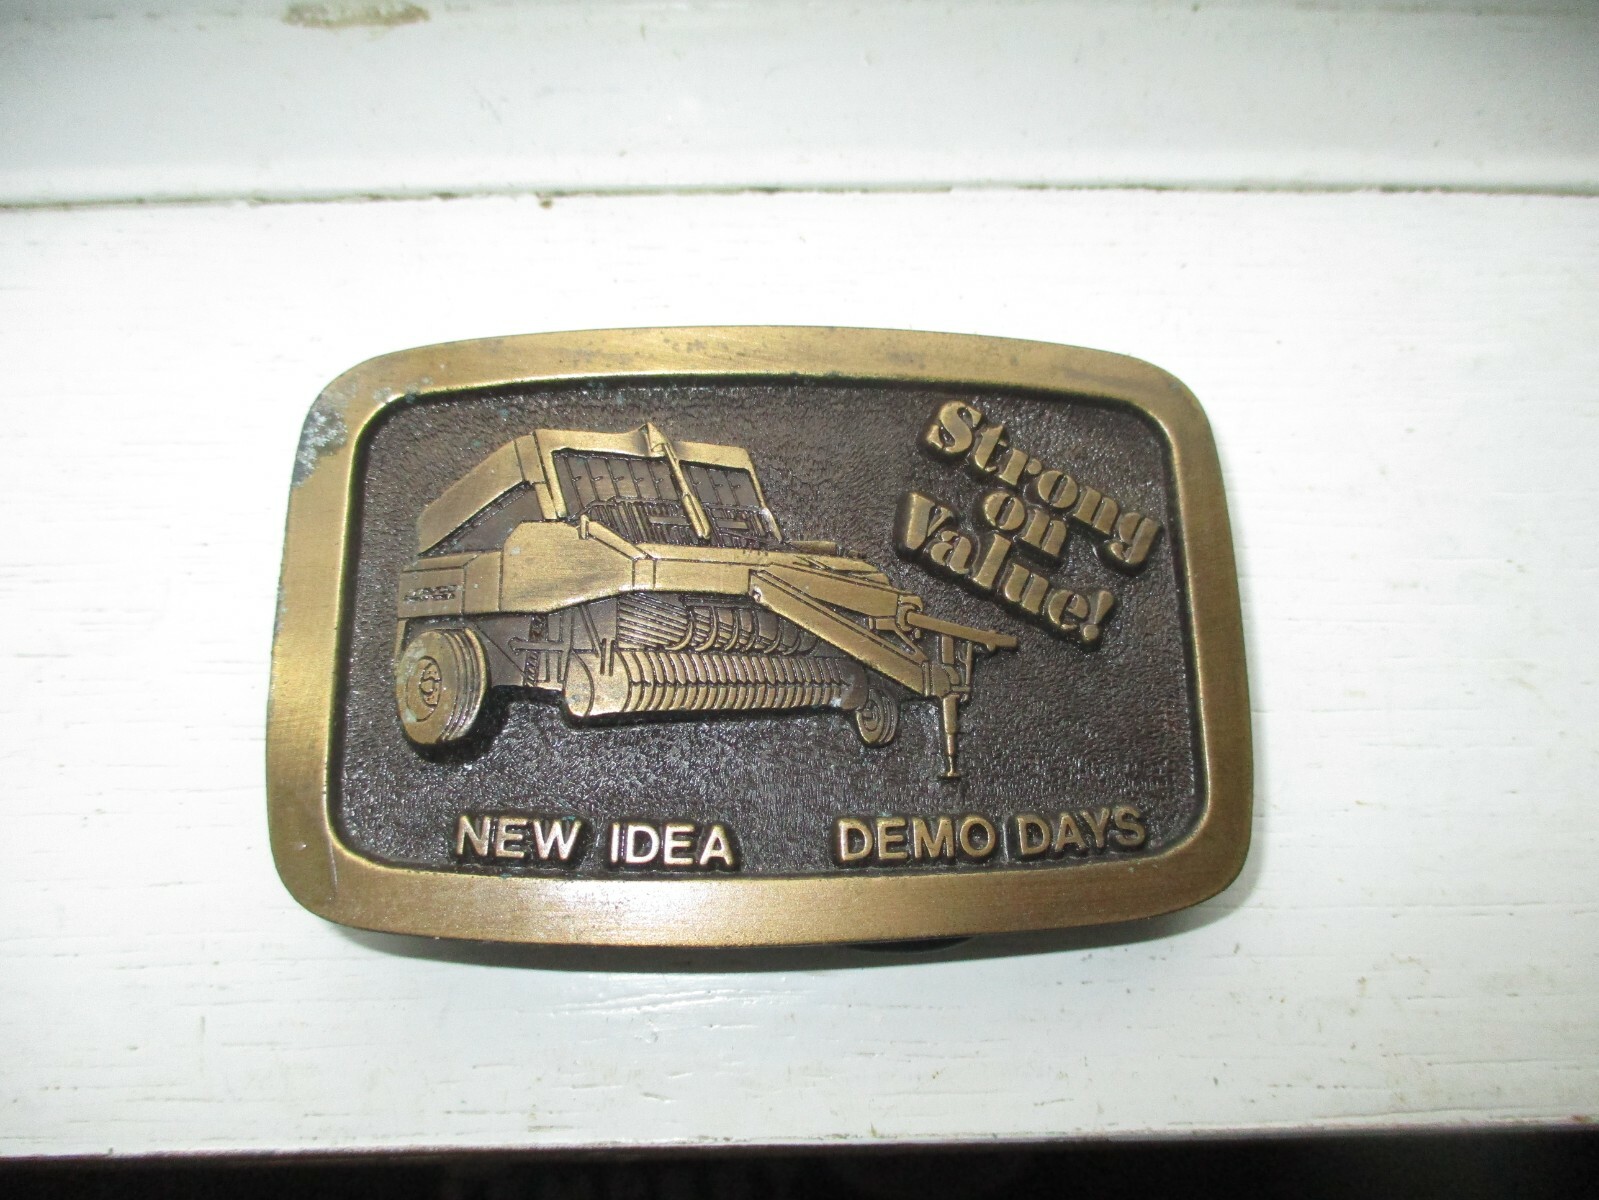 Strong
on
Value!
NEW IDEA DEMO DAYS